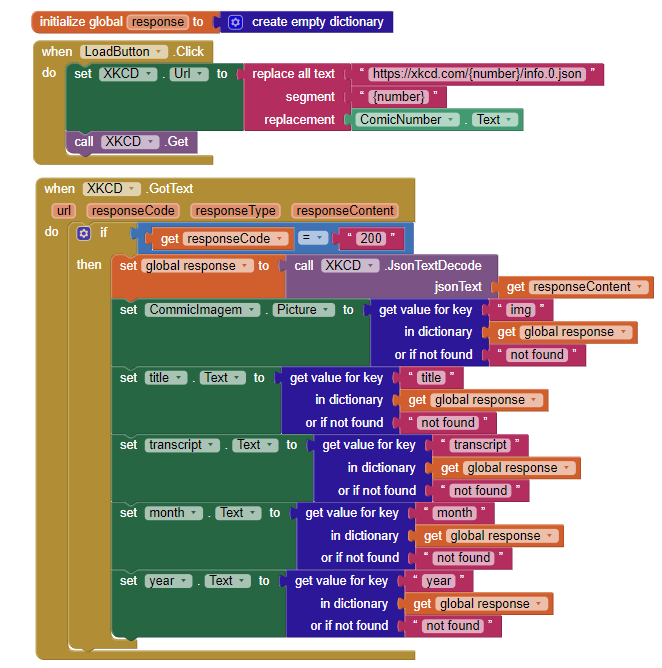 initialize global response to create empty dictionary
when LoadButton .Click
do set XKCD . Url to replace all text " https://xkcd.com/{number}/info.0.json "
segment " {number} "
replacement ComicNumber . Text
call XKCD .Get
when XKCD .GotText
url responseCode responseType responseContent
do if get responseCode = " 200 "
then set global response to call XKCD .JsonTextDecode
jsonText get responseContent
set CommicImagem . Picture to get value for key " img "
in dictionary get global response
or if not found " not found "
set title . Text to get value for key " title "
in dictionary get global response
or if not found " not found "
set transcript . Text to get value for key " transcript "
in dictionary get global response
or if not found " not found "
set month . Text to get value for key " month "
in dictionary get global response
or if not found " not found "
set year . Text to get value for key " year "
in dictionary get global response
or if not found " not found "